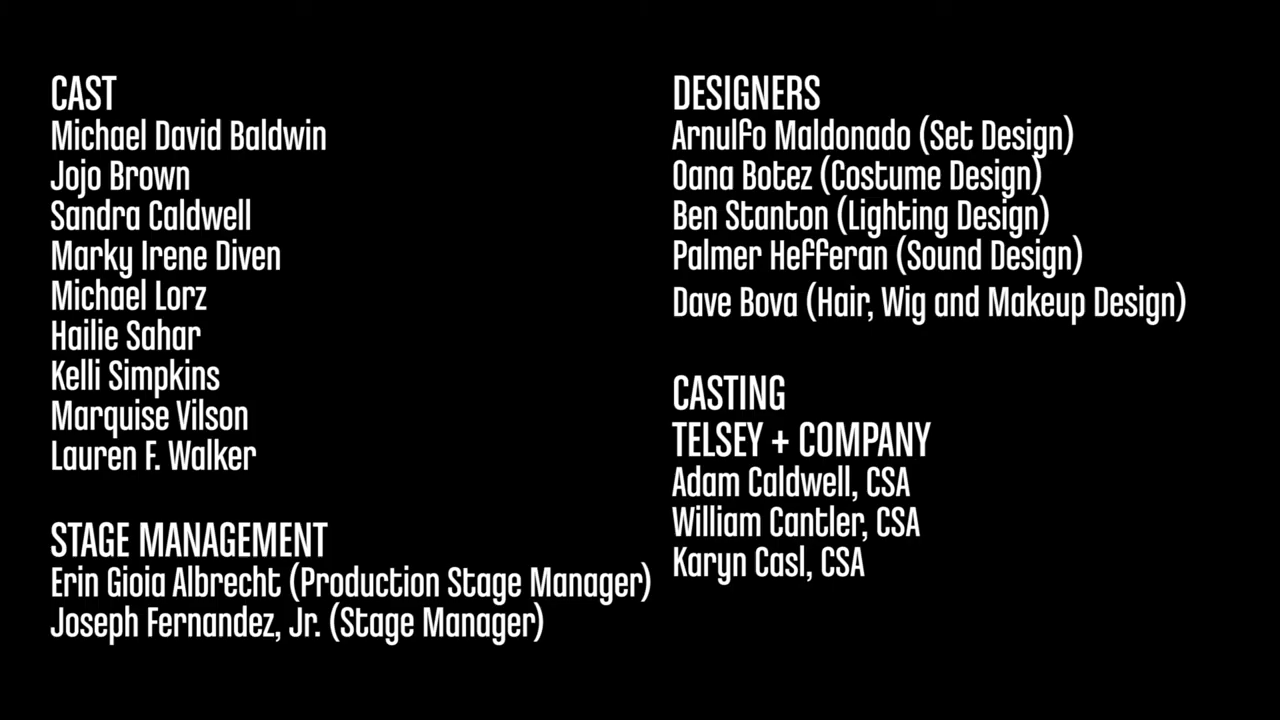 CAST
Michael David Baldwin
Jojo Brown
Sandra Caldwell
Marky Irene Diven
Michael Lorz
Hailie Sahar
Kelli Simpkins
Marquise Vilson
Lauren F. Walker
STAGE MANAGEMENT
Erin Gioia Albrecht (Production Stage Manager)
Joseph Fernandez, Jr. (Stage Manager)
DESIGNERS
Arnulfo Maldonado (Set Design)
Oana Botez (Costume Design)
Ben Stanton (Lighting Design)
Palmer Hefferan (Sound Design)
Dave Bova (Hair, Wig and Makeup Design)
CASTING
TELSEY + COMPANY
Adam Caldwell, CSA
William Cantler, CSA
Karyn Casl, CSA